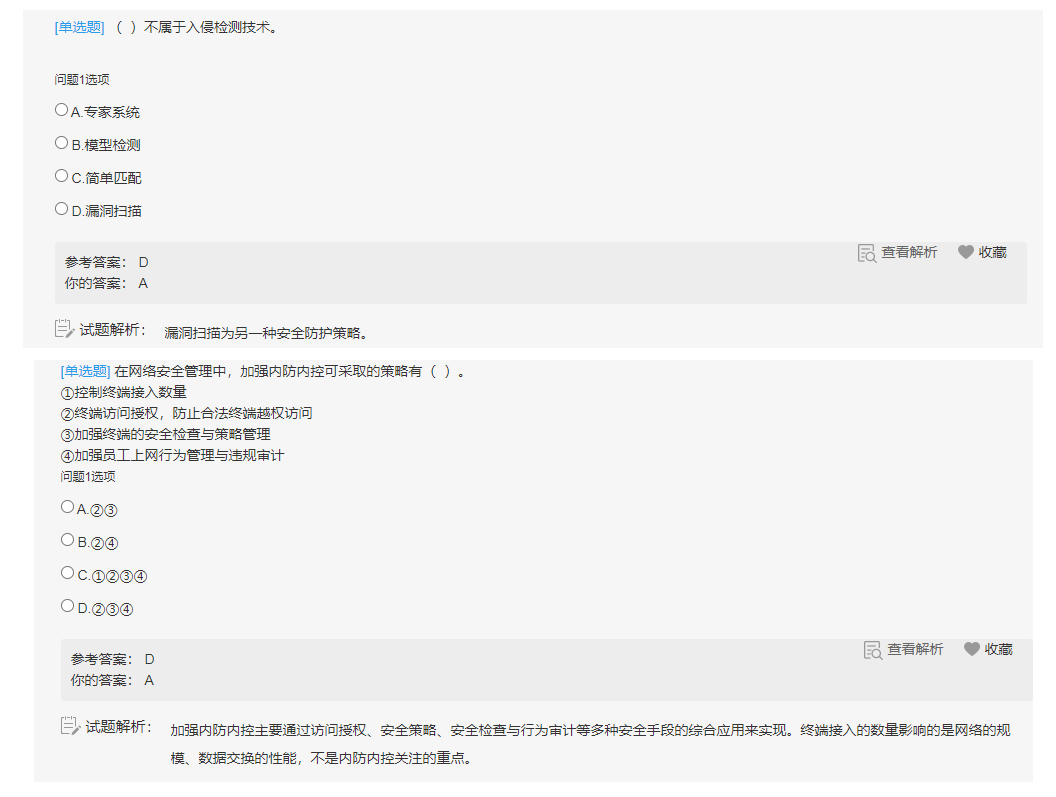 [单选题] （ ）不属于入侵检测技术。
问题1选项
A.专家系统
B.模型检测
C.简单匹配
D.漏洞扫描
查看解析 收藏
参考答案： D
你的答案： A
试题解析： 漏洞扫描为另一种安全防护策略。
[单选题] 在网络安全管理中，加强内防内控可采取的策略有（ ）。
①控制终端接入数量
②终端访问授权，防止合法终端越权访问
③加强终端的安全检查与策略管理
④加强员工上网行为管理与违规审计
问题1选项
A.②③
B.②④
C.①②③④
D.②③④
查看解析 收藏
参考答案： D
你的答案： A
试题解析： 加强内防内控主要通过访问授权、安全策略、安全检查与行为审计等多种安全手段的综合应用来实现。终端接入的数量影响的是网络的规
模、数据交换的性能，不是内防内控关注的重点。